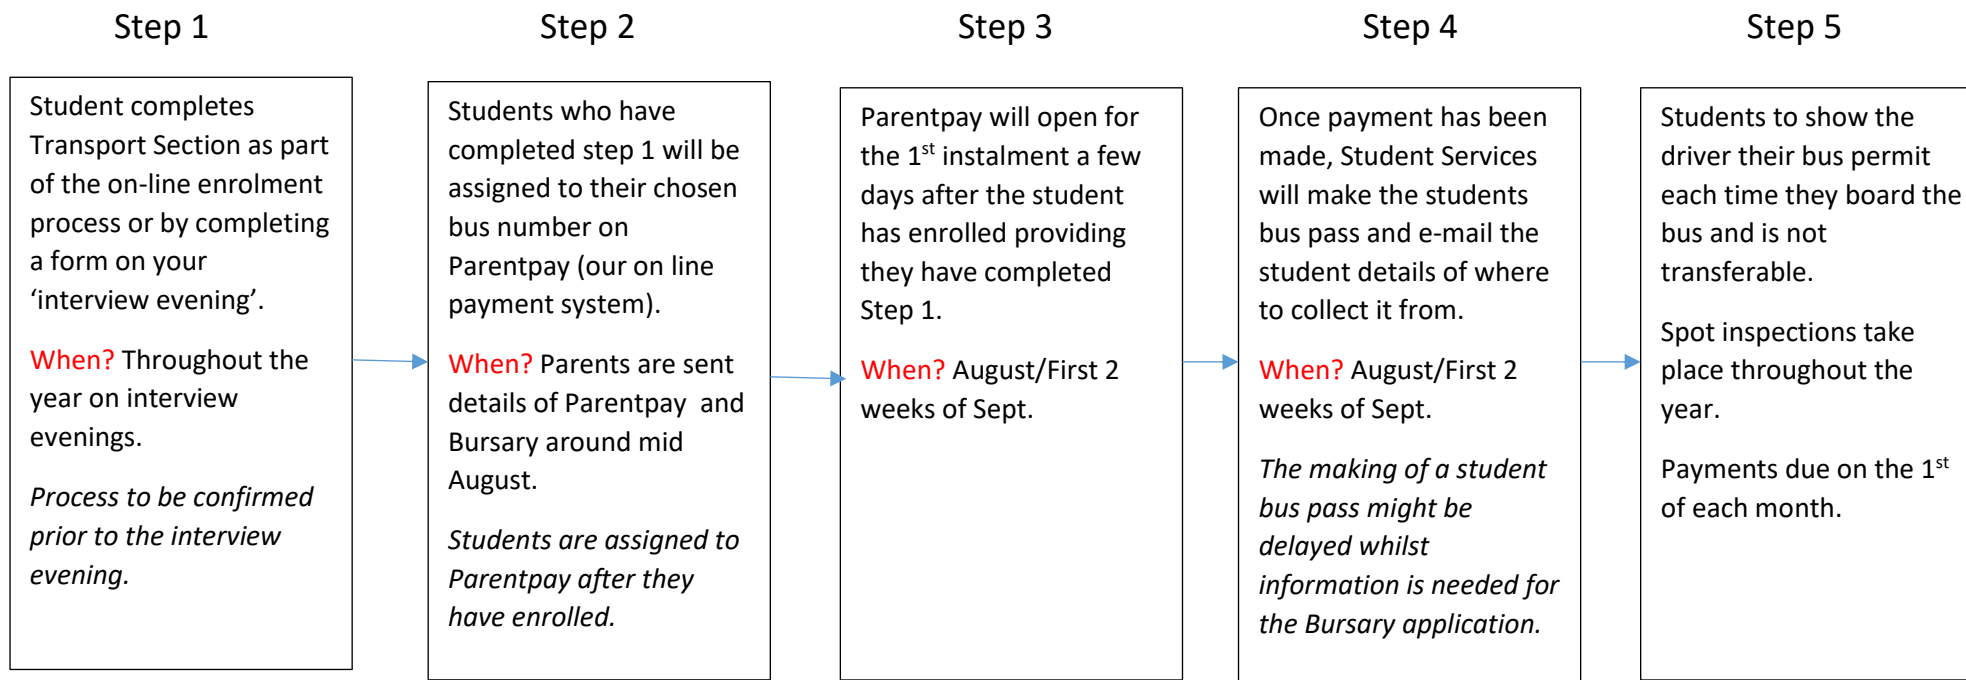 Step 1
Student completes
Transport Section as part
of the on-line enrolment
process or by completing
a form on your
‘interview evening’.
When? Throughout the
year on interview
evenings.
Process to be confirmed
prior to the interview
evening.
Step 2
Students who have
completed step 1 will be
assigned to their chosen
bus number on
Parentpay (our on line
payment system).
When? Parents are sent
details of Parentpay and
Bursary around mid
August.
Students are assigned to
Parentpay after they
have enrolled.
Step 3
Parentpay will open for
the 1st instalment a few
days after the student
has enrolled providing
they have completed
Step 1.
When? August/First 2
weeks of Sept.
Step 4
Once payment has been
made, Student Services
will make the students
bus pass and e-mail the
student details of where
to collect it from.
When? August/First 2
weeks of Sept.
The making of a student
bus pass might be
delayed whilst
information is needed for
the Bursary application.
Step 5
Students to show the
driver their bus permit
each time they board the
bus and is not
transferable.
Spot inspections take
place throughout the
year.
Payments due on the 1st
of each month.